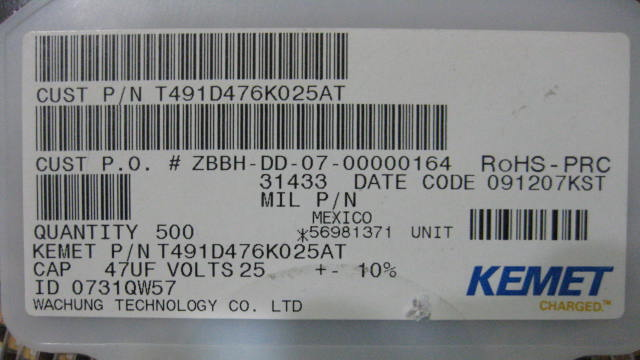 CUST P/N T491D476K025AT
CUST P.O. # ZBBH-DD-07-00000164 RoHS-PRC
31433 DATE CODE 091207KST
MIL P/N
MEXICO
QUANTITY 500 *56981371 UNIT
KEMET P/N T491D476K025AT
CAP 47UF VOLTS 25 +- 10%
ID 0731QW57
WACHUNG TECHNOLOGY CO. LTD
KEMET
CHARGED.™